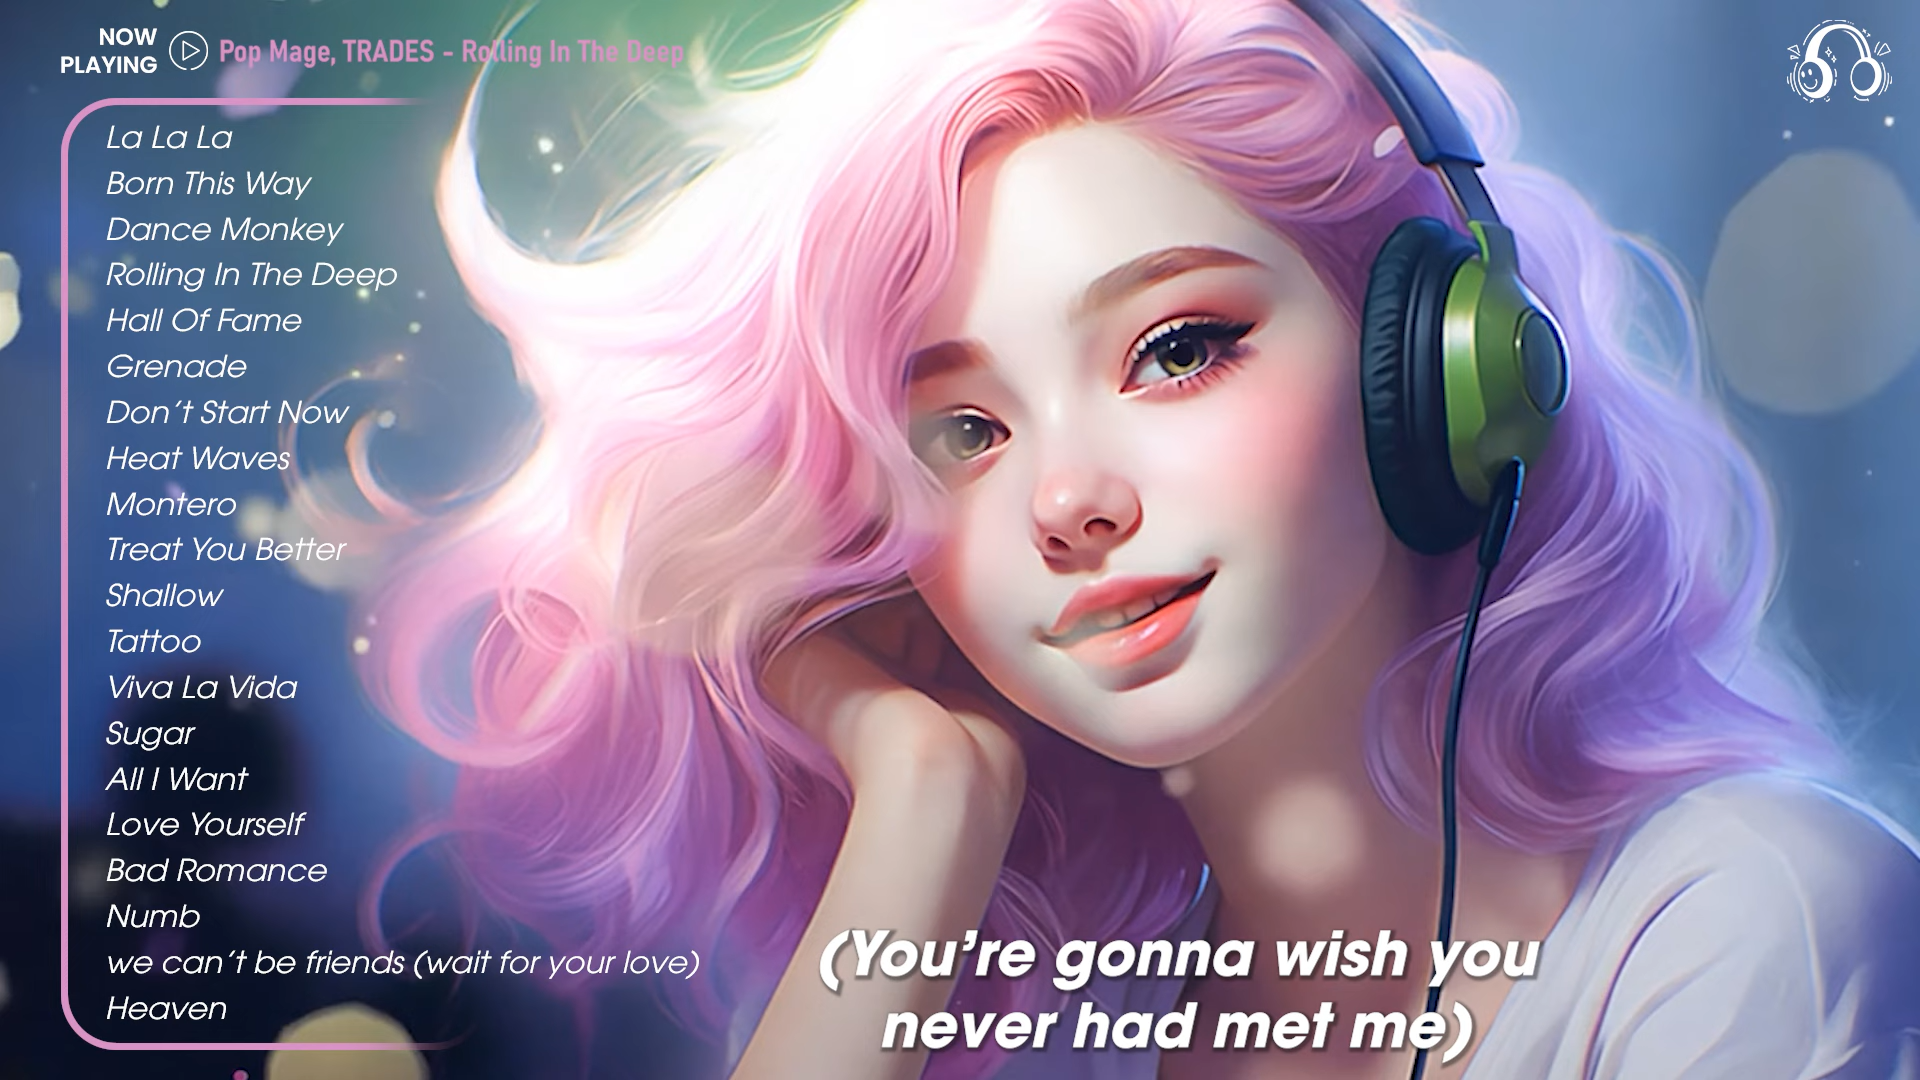 NOW
PLAYING
Pop Mage, TRADES - Rolling In The Deep
La La La
Born This Way
Dance Monkey
Rolling In The Deep
Hall Of Fame
Grenade
Don't Start Now
Heat Waves
Montero
Treat You Better
Shallow
Tattoo
Viva La Vida
Sugar
All I Want
Love Yourself
Bad Romance
Numb
we can't be friends (wait for your love)
Heaven
(You're gonna wish you
never had met me)